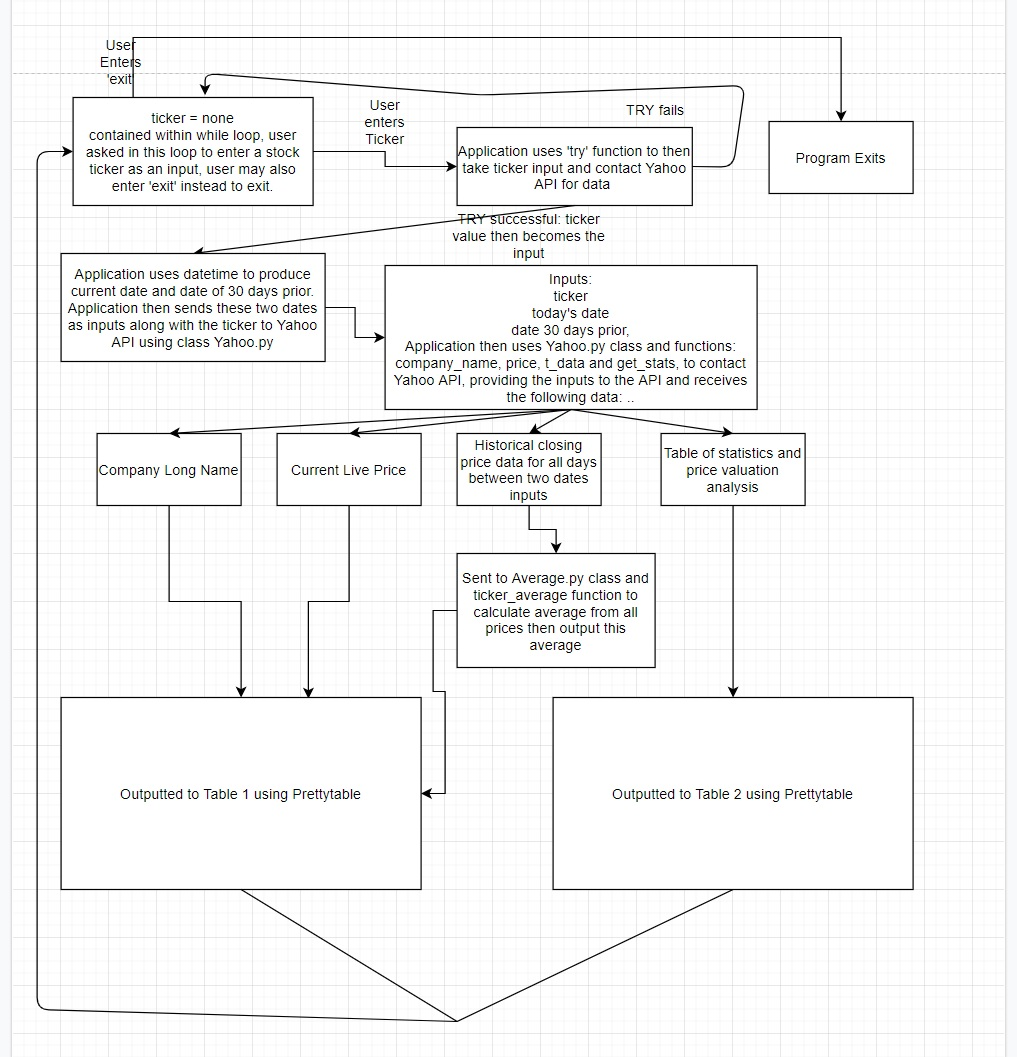 User
Enters
'exit'
ticker = none
contained within while loop, user
asked in this loop to enter a stock
ticker as an input, user may also
enter 'exit' instead to exit.
User
enters
Ticker
TRY fails
Application uses 'try' function to then
take ticker input and contact Yahoo
API for data
Program Exits
TRY successful: ticker
value then becomes the
input
Application uses datetime to produce
current date and date of 30 days prior.
Application then sends these two dates
as inputs along with the ticker to Yahoo
API using class Yahoo.py
Inputs:
ticker
today's date
date 30 days prior,
Application then uses Yahoo.py class and functions:
company_name, price, t_data and get_stats, to contact
Yahoo API, providing the inputs to the API and receives
the following data: ..
Company Long Name
Current Live Price
Historical closing
price data for all days
between two dates
inputs
Table of statistics and
price valuation
analysis
Sent to Average.py class and
ticker_average function to
calculate average from all
prices then output this
average
Outputted to Table 1 using Prettytable
Outputted to Table 2 using Prettytable